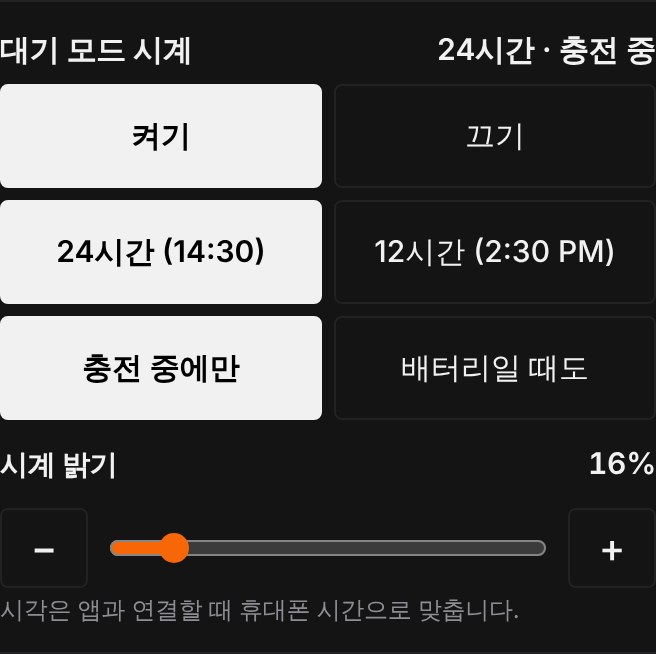 대기 모드 시계 24시간 · 충전 중
켜기 끄기
24시간 (14:30) 12시간 (2:30 PM)
충전 중에만 배터리일 때도
시계 밝기 16%
− +
시각은 앱과 연결할 때 휴대폰 시간으로 맞춥니다.